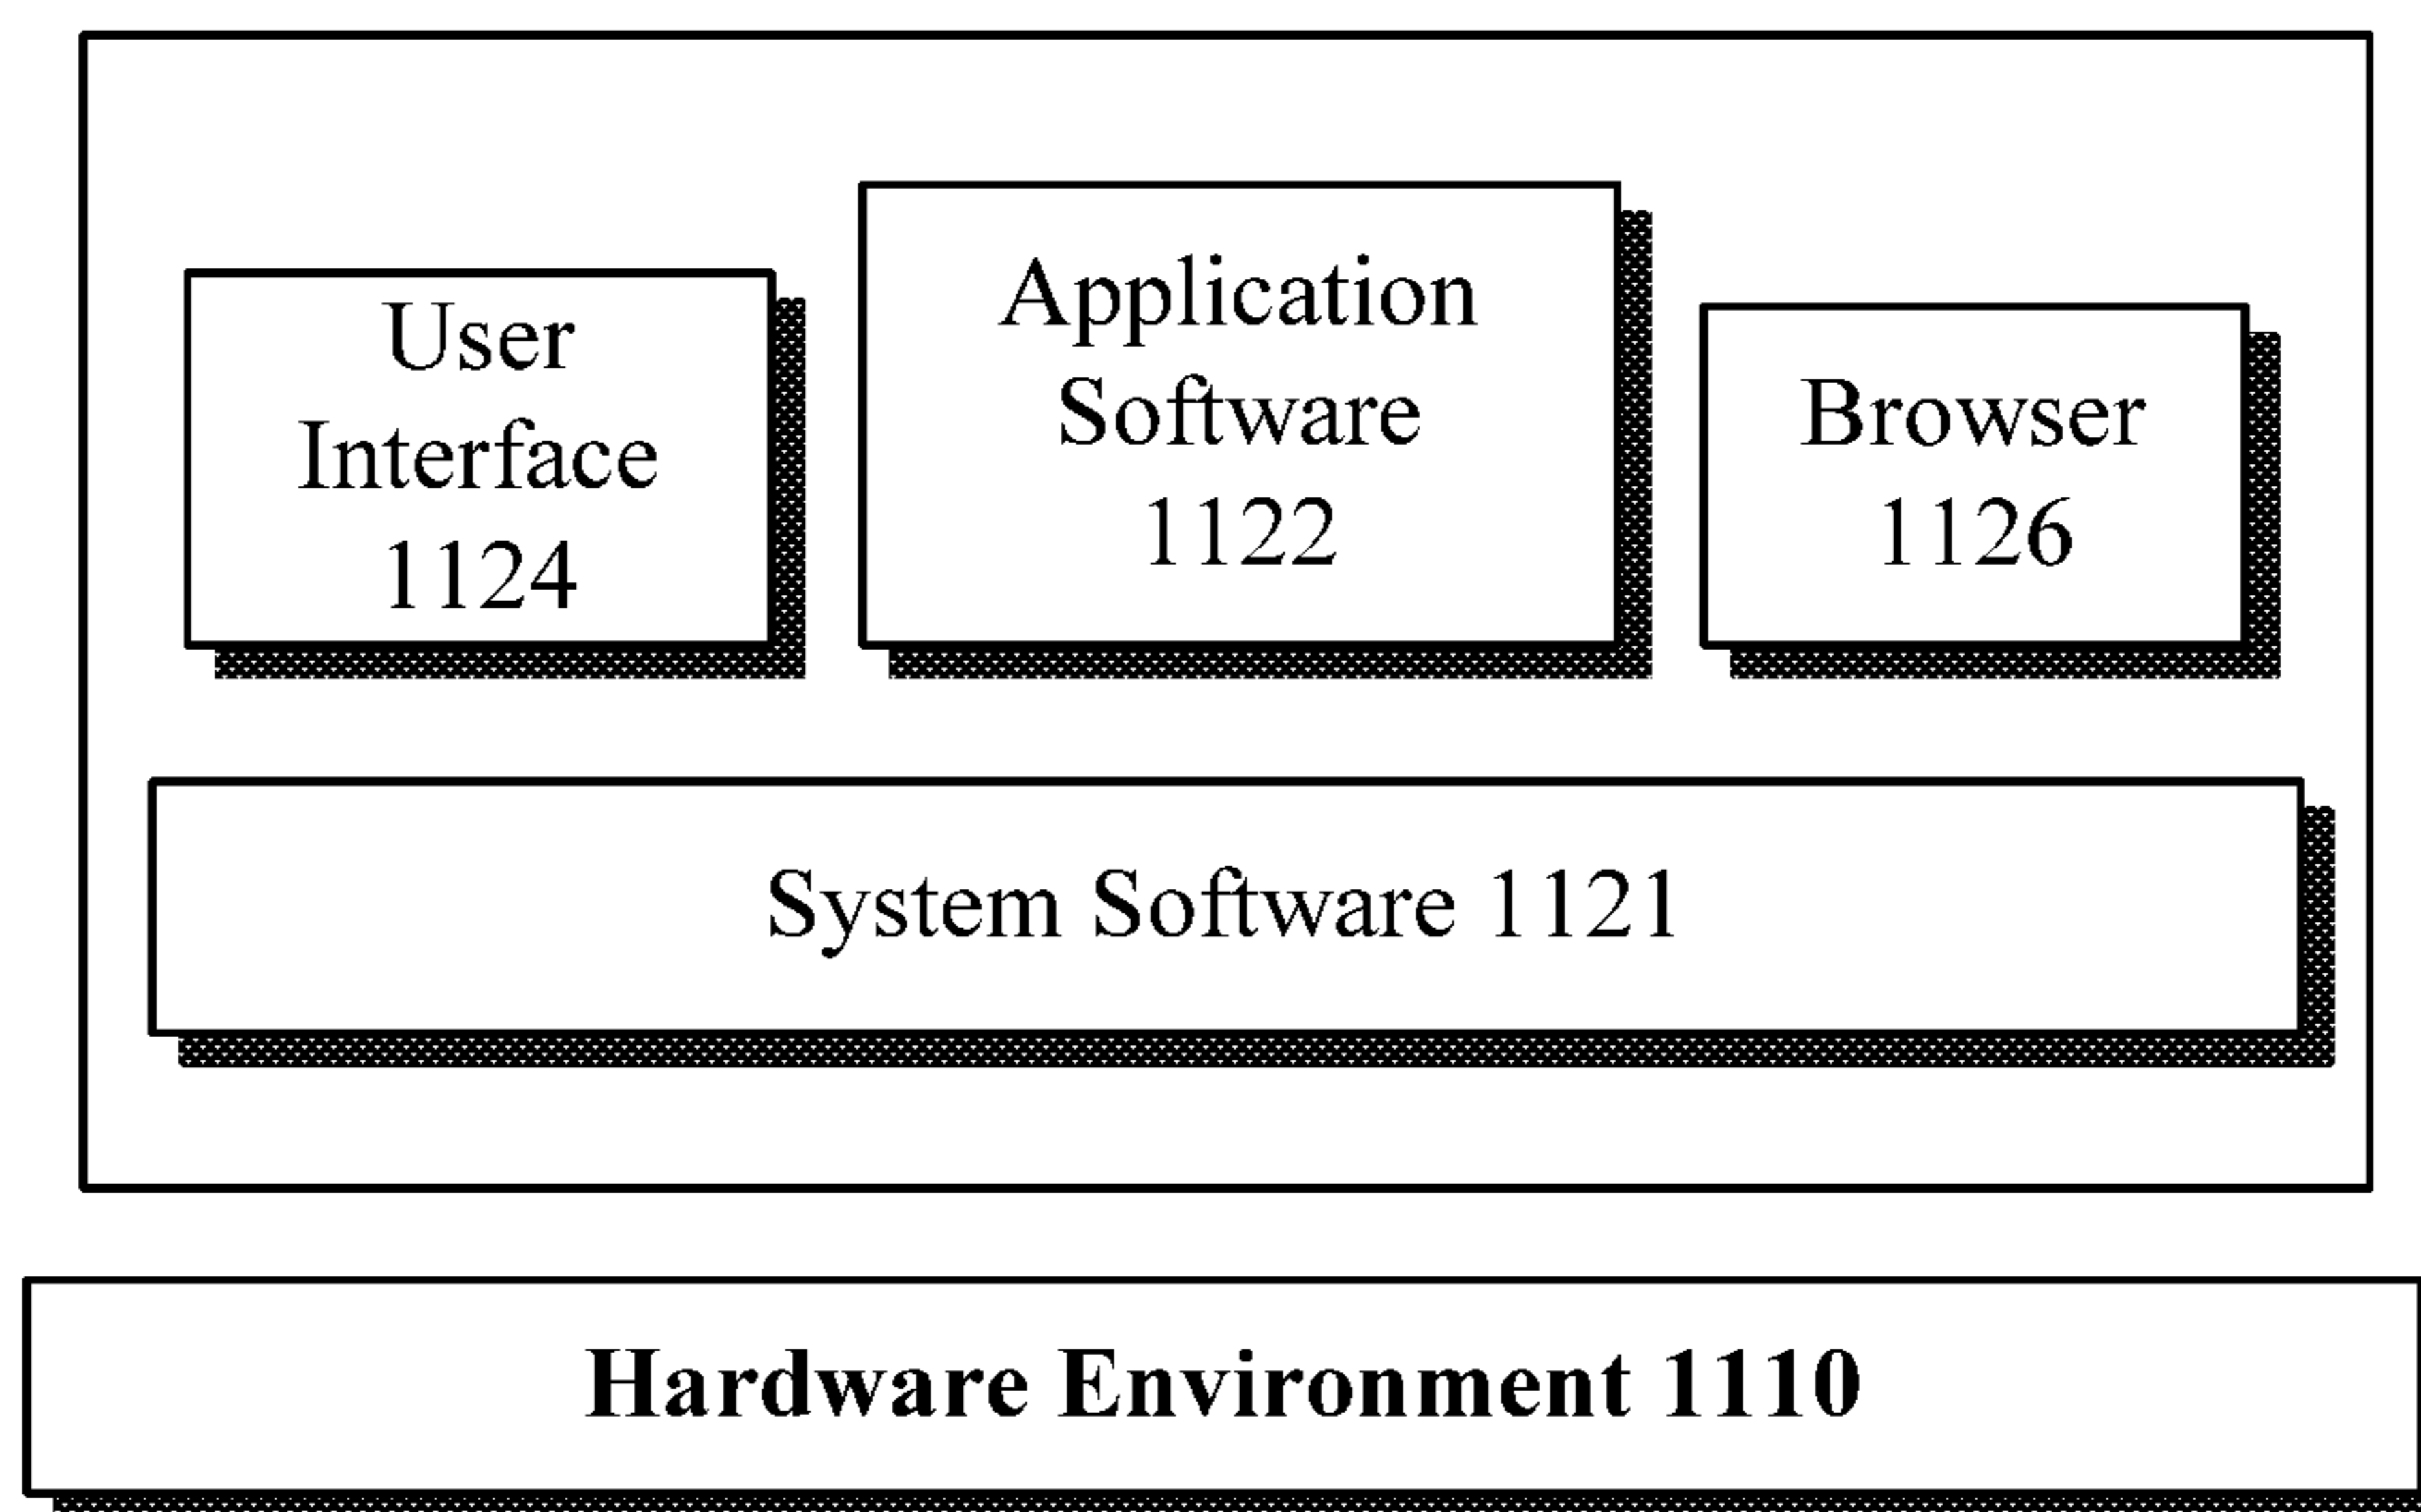 User
Interface
1124
Application
Software
1122
Browser
1126
System Software 1121
Hardware Environment 1110